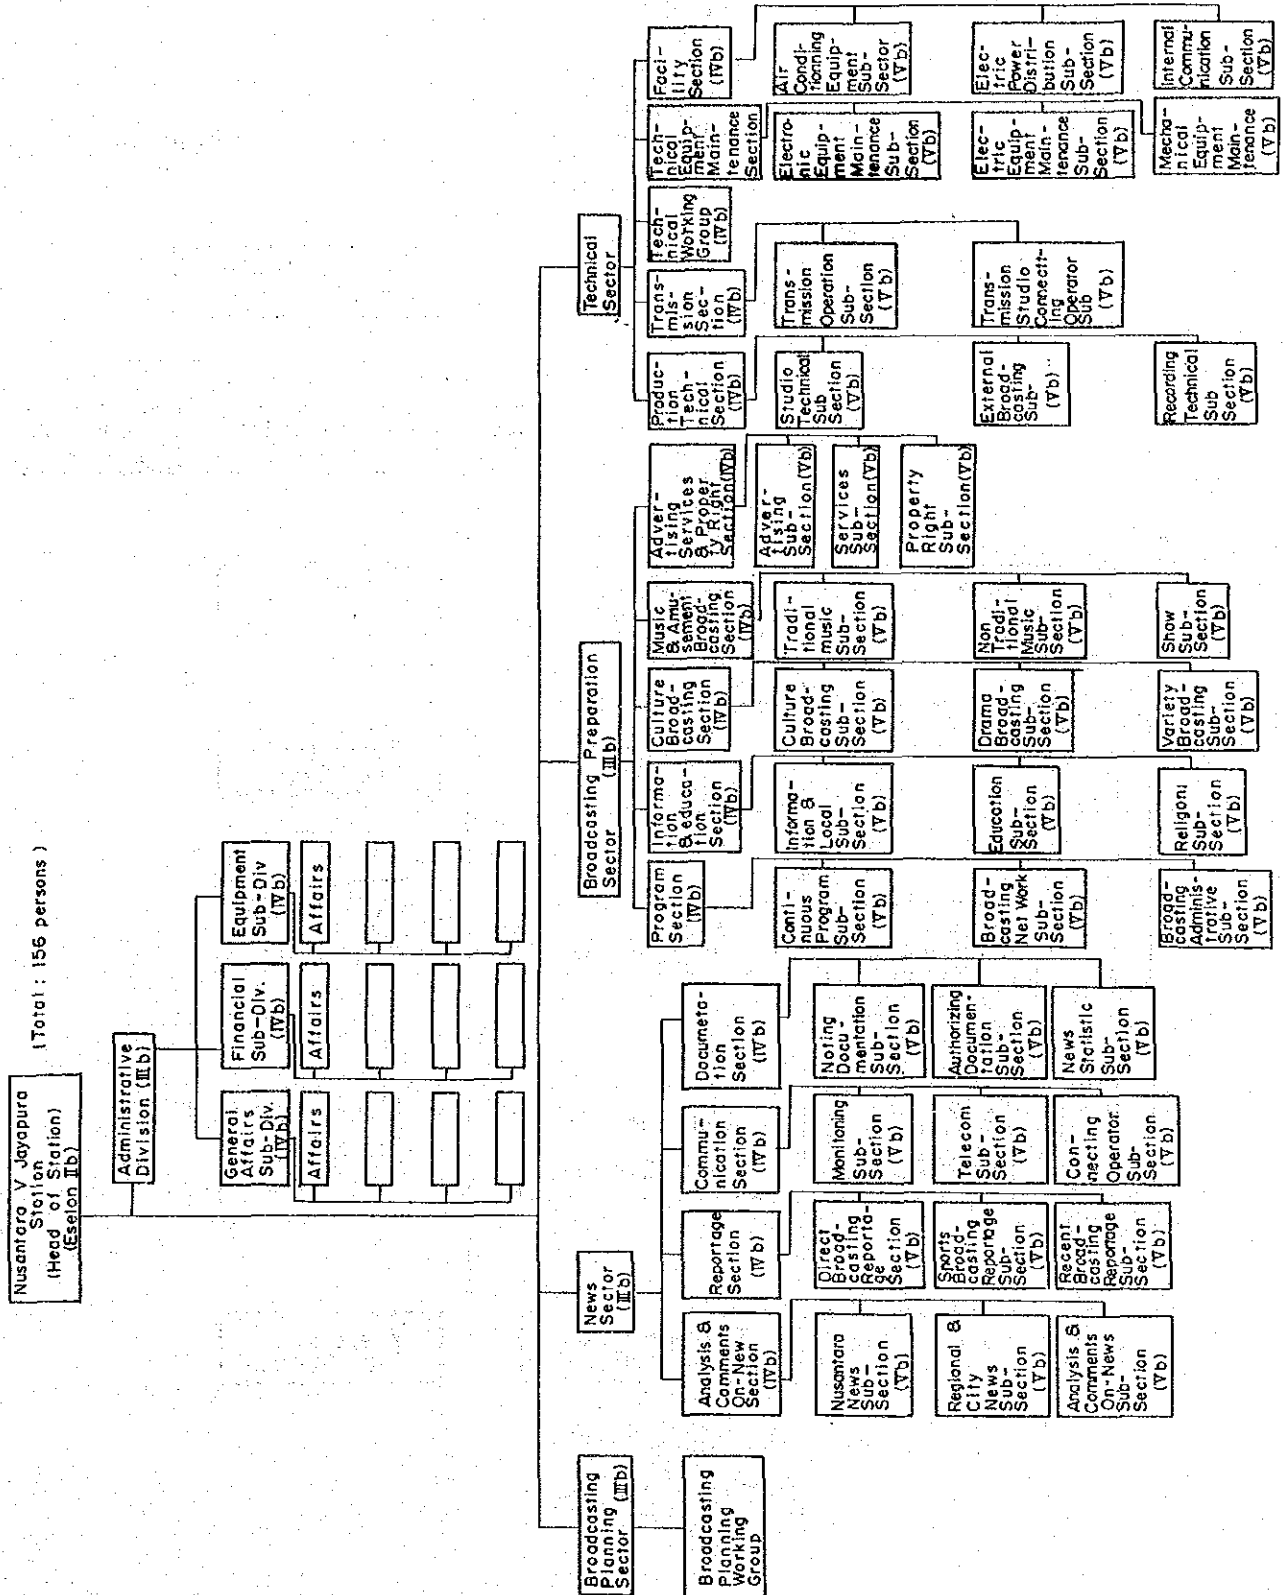 Nusantara V Jayapura
Station
(Head of Station)
(Eselon IIb)
(Total : 156 persons)
Administrative
Division (IIIb)
General
Affairs
Sub-Div.
(IVb)
Affairs
Financial
Sub-Div.
(IVb)
Affairs
Equipment
Sub-Div
(IVb)
Affairs
Broadcasting
Planning
Sector (IIIb)
Broadcasting
Planning
Working
Group
News
Sector
(IIIb)
Analysis &
Comments
On-New
Section
(IVb)
Nusantara
News
Sub-
Section
(Vb)
Regional &
City
News
Sub-
Section
(Vb)
Analysis &
Comments
On-News
Sub-
Section
(Vb)
Reportage
Section
(IVb)
Direct
Broad-
casting
Reporta-
ge
Section
(Vb)
Sports
Broad-
casting
Reportage
Sub-
Section
(Vb)
Recent
Broad-
casting
Reportage
Sub-
Section
(Vb)
Commu-
nication
Section
(IVb)
Monitoning
Sub-
Section
(Vb)
Telecom
Sub-
Section
(Vb)
Con-
necting
Operator
Sub-
Section
(Vb)
Documeta-
tion
Section
(IVb)
Noting
Docu-
mentation
Sub-
Section
(Vb)
Authorizing
Documen-
tation
Sub-
Section
(Vb)
News
Statistic
Sub-
Section
(Vb)
Broadcasting Preparation
Sector (IIIb)
Program
Section
(IVb)
Conti-
nuous
Program
Sub-
Section
(Vb)
Broad-
casting
Net Work
Sub-
Section
(Vb)
Broad-
casting
Adminis-
trative
Sub-
Section
(Vb)
Informa-
tion
& educa-
tion
Section
(IVb)
Informa-
tion &
Local
Sub-
Section
(Vb)
Education
Sub-
Section
(Vb)
Religion
Sub-
Section
(Vb)
Culture
Broad-
casting
Section
(IVb)
Culture
Broad-
casting
Sub-
Section
(Vb)
Drama
Broad-
casting
Sub-
Section
(Vb)
Variety
Broad-
casting
Sub-
Section
(Vb)
Music
& Amu-
sement
Broad-
casting
Section
(IVb)
Tradi-
tional
music
Sub-
Section
(Vb)
Non
Tradi-
tional
Music
Sub-
Section
(Vb)
Show
Sub-
Section
(Vb)
Adver-
tising
Services
& Proper
ty Right
Section (IVb)
Adver-
tising
Sub-
Section (Vb)
Services
Sub-
Section (Vb)
Property
Right
Sub-
Section (Vb)
Technical
Sector
Produc-
tion
Tech-
nical
Section
(IVb)
Studio
Technical
Sub
Section
(Vb)
External
Broad-
casting
Sub-
(Vb)
Recording
Technical
Sub
Section
(Vb)
Trans-
mis-
sion
Sec-
tion
(IVb)
Trans-
mission
Operation
Sub-
Section
(Vb)
Trans-
mission
Studio
Connectt-
ing
Operator
Sub
(Vb)
Tech-
nical
Working
Group
(IVb)
Tech-
nical
Equip-
ment
Main-
tenance
Section
Electro-
nic
Equip-
ment
Main-
tenance
Sub-
Section
(Vb)
Elec-
tric
Equip-
ment
Main-
tenance
Sub-
Section
(Vb)
Mecha-
nical
Equip-
ment
Main-
tenance
(Vb)
Faci-
lity
Section
(IVb)
Air
Condi-
tionning
Equip-
ment
Sub-
Sector
(Vb)
Elec-
tric
Power
Distri-
bution
Sub-
Section
(Vb)
Internal
Commu-
nication
Sub-
Section
(Vb)